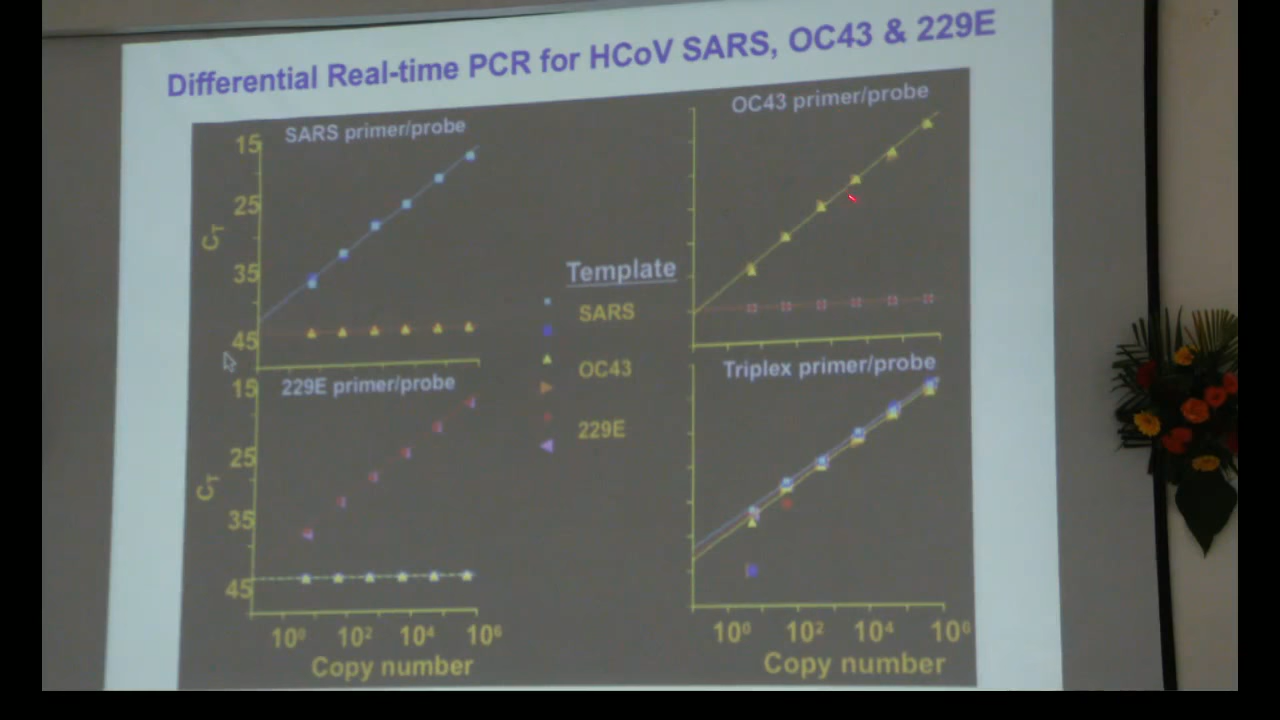 Differential Real-time PCR for HCoV SARS, OC43 & 229E
SARS primer/probe
15
25
35
45
CT
OC43 primer/probe
Template
SARS
OC43
229E
229E primer/probe
15
25
35
45
CT
10⁰ 10² 10⁴ 10⁶
Copy number
Triplex primer/probe
10⁰ 10² 10⁴ 10⁶
Copy number